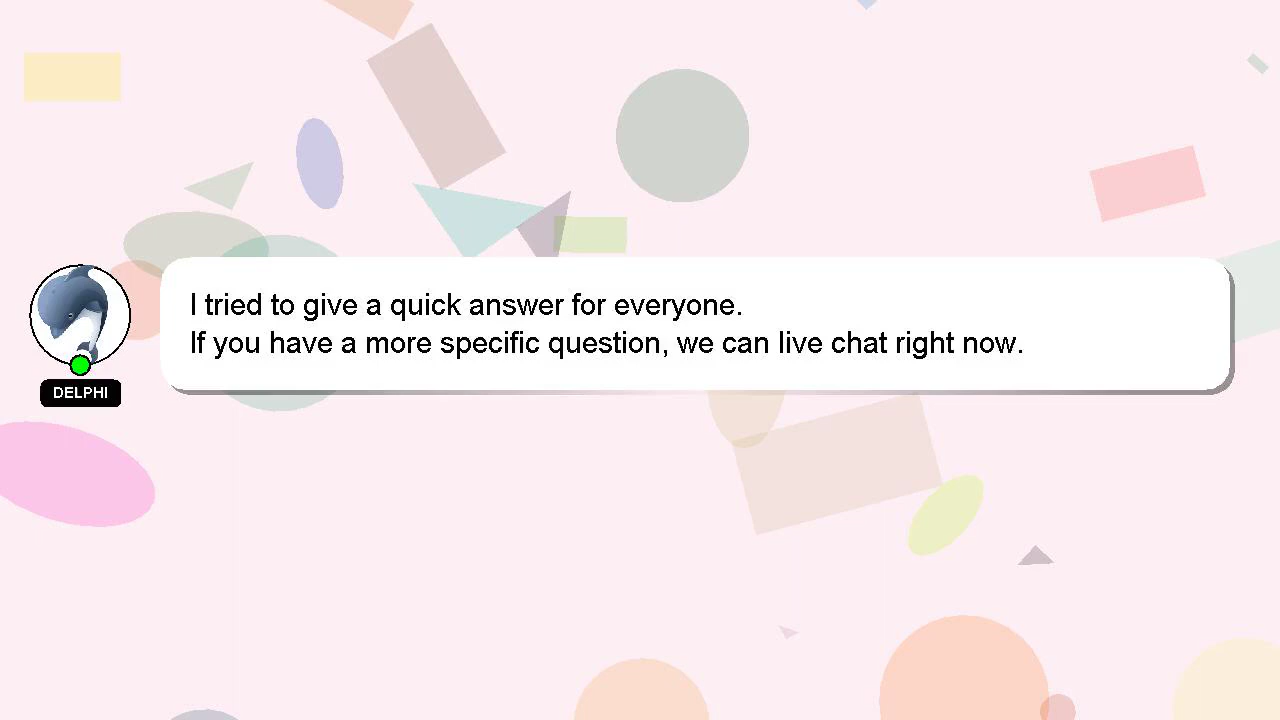 I tried to give a quick answer for everyone.
If you have a more specific question, we can live chat right now.
DELPHI